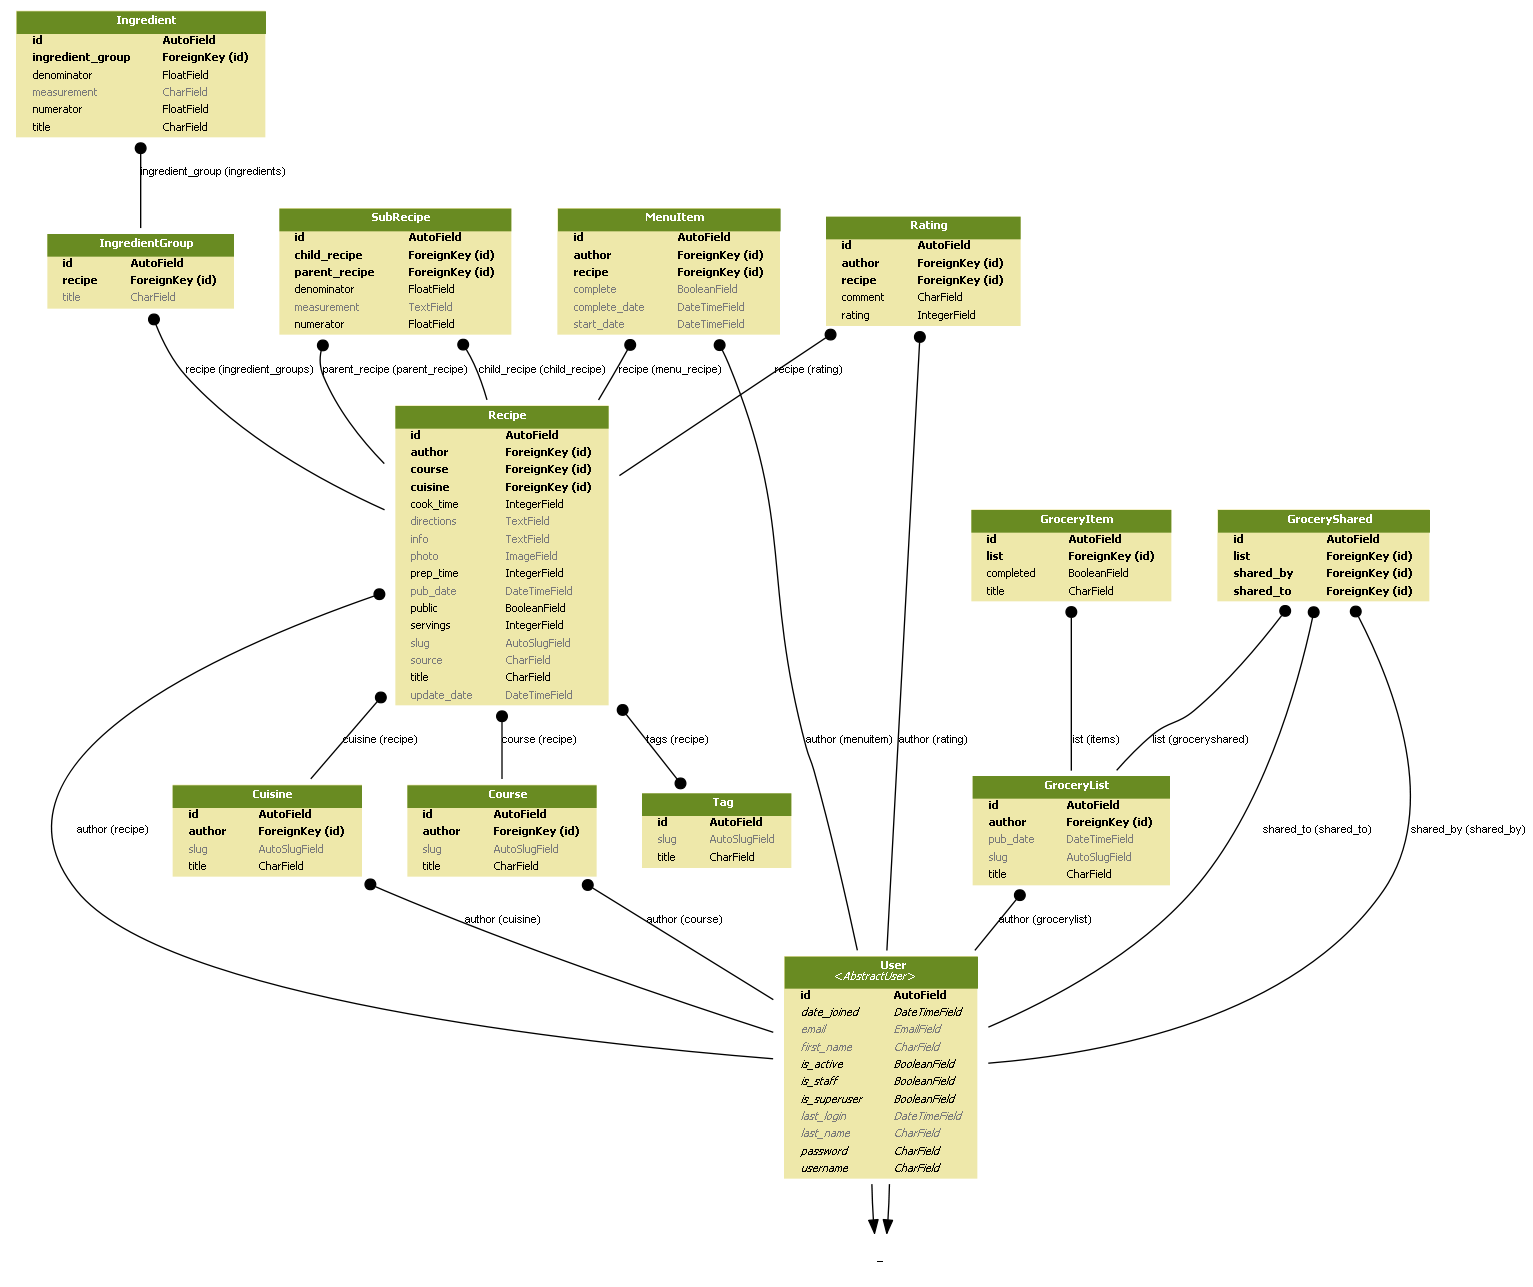 Ingredient
id AutoField
ingredient_group ForeignKey (id)
denominator FloatField
measurement CharField
numerator FloatField
title CharField
ingredient_group (ingredients)
IngredientGroup
id AutoField
recipe ForeignKey (id)
title CharField
SubRecipe
id AutoField
child_recipe ForeignKey (id)
parent_recipe ForeignKey (id)
denominator FloatField
measurement TextField
numerator FloatField
MenuItem
id AutoField
author ForeignKey (id)
recipe ForeignKey (id)
complete BooleanField
complete_date DateTimeField
start_date DateTimeField
Rating
id AutoField
author ForeignKey (id)
recipe ForeignKey (id)
comment CharField
rating IntegerField
recipe (ingredient_groups)
parent_recipe (parent_recipe)
child_recipe (child_recipe)
recipe (menu_recipe)
recipe (rating)
Recipe
id AutoField
author ForeignKey (id)
course ForeignKey (id)
cuisine ForeignKey (id)
cook_time IntegerField
directions TextField
info TextField
photo ImageField
prep_time IntegerField
pub_date DateTimeField
public BooleanField
servings IntegerField
slug AutoSlugField
source CharField
title CharField
update_date DateTimeField
GroceryItem
id AutoField
list ForeignKey (id)
completed BooleanField
title CharField
GroceryShared
id AutoField
list ForeignKey (id)
shared_by ForeignKey (id)
shared_to ForeignKey (id)
cuisine (recipe)
course (recipe)
tags (recipe)
author (menuitem)
author (rating)
list (items)
list (groceryshared)
Cuisine
id AutoField
author ForeignKey (id)
slug AutoSlugField
title CharField
Course
id AutoField
author ForeignKey (id)
slug AutoSlugField
title CharField
Tag
id AutoField
slug AutoSlugField
title CharField
GroceryList
id AutoField
author ForeignKey (id)
pub_date DateTimeField
slug AutoSlugField
title CharField
author (recipe)
shared_to (shared_to)
shared_by (shared_by)
author (cuisine)
author (course)
author (grocerylist)
User
<AbstractUser>
id AutoField
date_joined DateTimeField
email EmailField
first_name CharField
is_active BooleanField
is_staff BooleanField
is_superuser BooleanField
last_login DateTimeField
last_name CharField
password CharField
username CharField